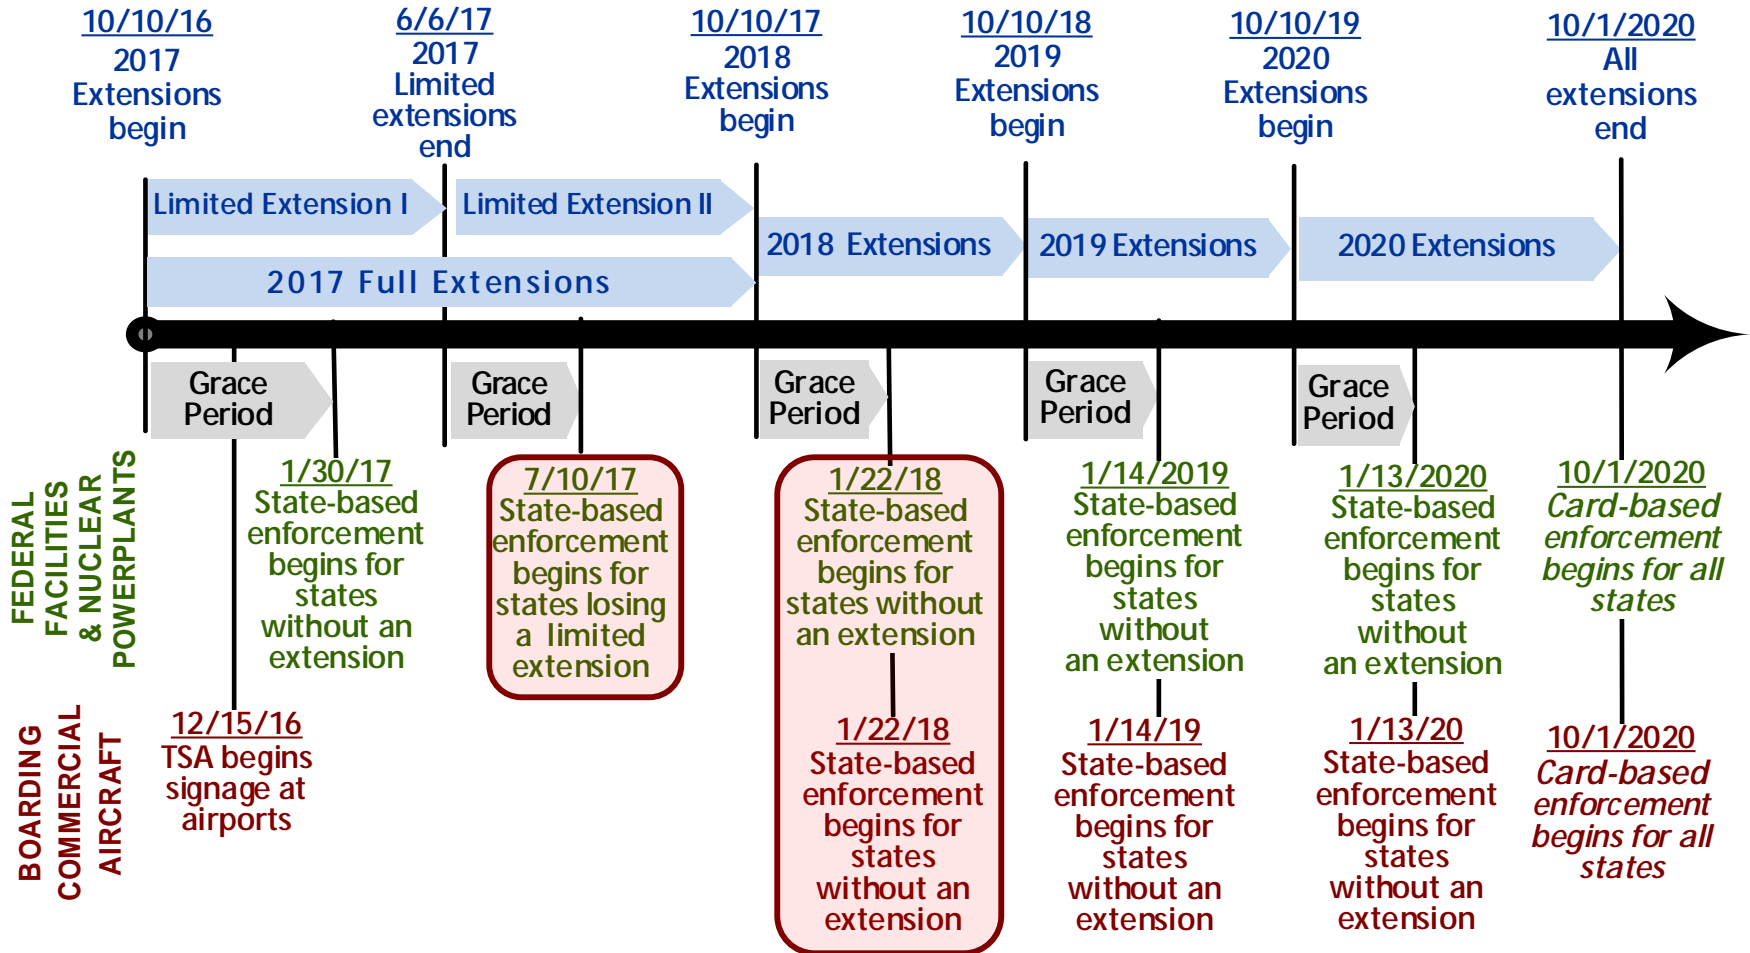 10/10/16
2017
Extensions
begin
6/6/17
2017
Limited
extensions
end
10/10/17
2018
Extensions
begin
10/10/18
2019
Extensions
begin
10/10/19
2020
Extensions
begin
10/1/2020
All
extensions
end
Limited Extension I
Limited Extension II
2017 Full Extensions
2018 Extensions
2019 Extensions
2020 Extensions
Grace
Period
Grace
Period
Grace
Period
Grace
Period
Grace
Period
FEDERAL
FACILITIES
& NUCLEAR
POWERPLANTS
1/30/17
State-based
enforcement
begins for
states
without an
extension
7/10/17
State-based
enforcement
begins for
states losing
a limited
extension
1/22/18
State-based
enforcement
begins for
states without
an extension
1/14/2019
State-based
enforcement
begins for
states
without
an extension
1/13/2020
State-based
enforcement
begins for
states
without
an extension
10/1/2020
Card-based
enforcement
begins for all
states
BOARDING
COMMERCIAL
AIRCRAFT
12/15/16
TSA begins
signage at
airports
1/22/18
State-based
enforcement
begins for
states
without an
extension
1/14/19
State-based
enforcement
begins for
states
without an
extension
1/13/20
State-based
enforcement
begins for
states
without an
extension
10/1/2020
Card-based
enforcement
begins for all
states